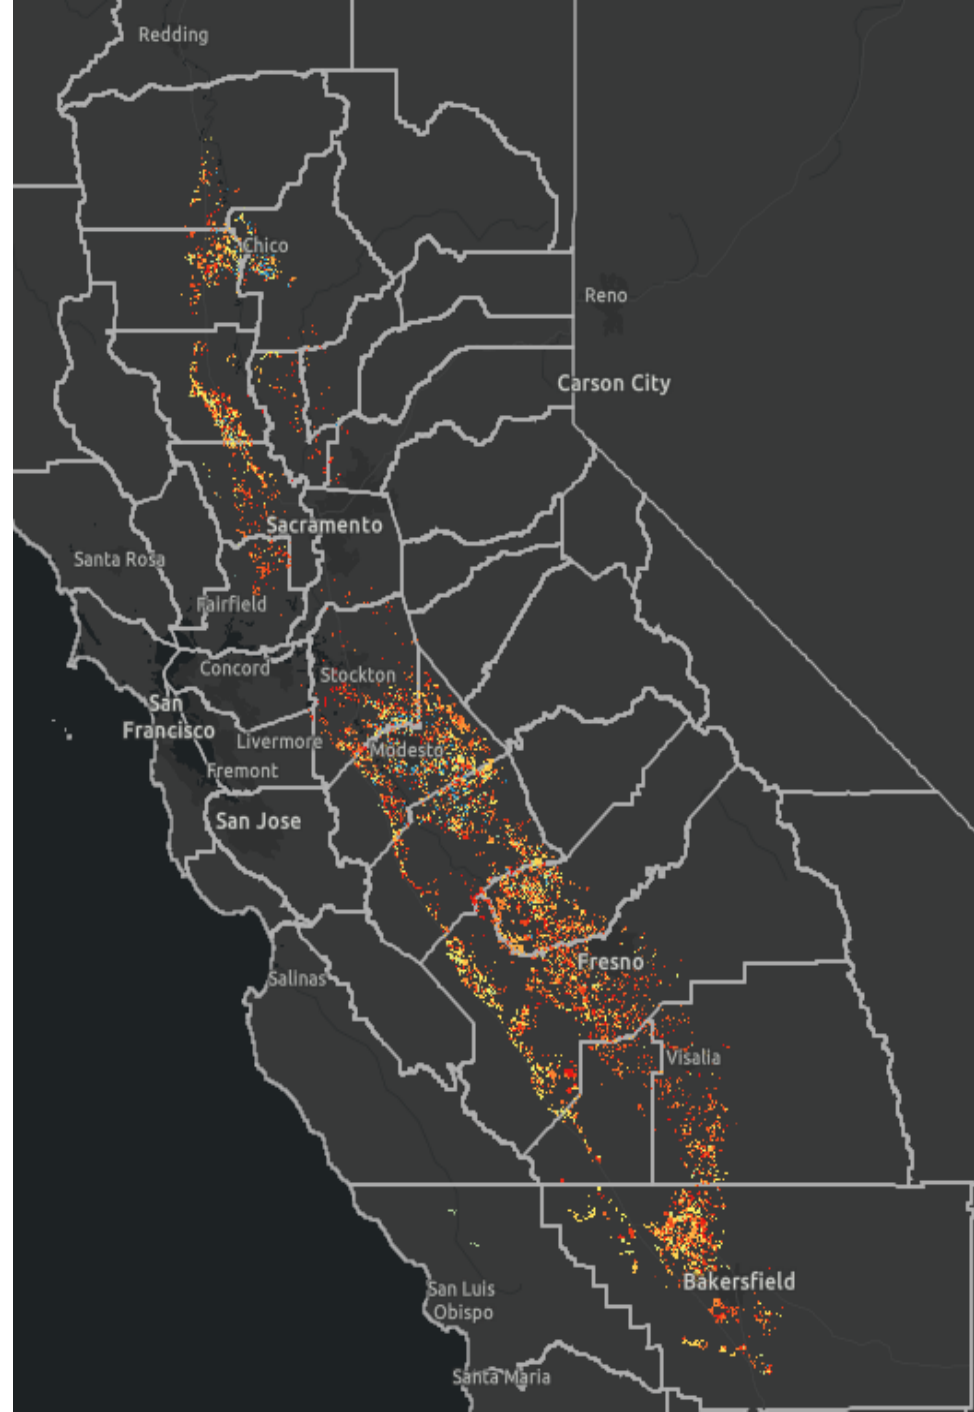 Redding
Chico
Reno
Carson City
Sacramento
Santa Rosa
Fairfield
Concord
Stockton
San
Francisco
Livermore
Modesto
Fremont
San Jose
Fresno
Salinas
Visalia
Bakersfield
San Luis
Obispo
Santa Maria